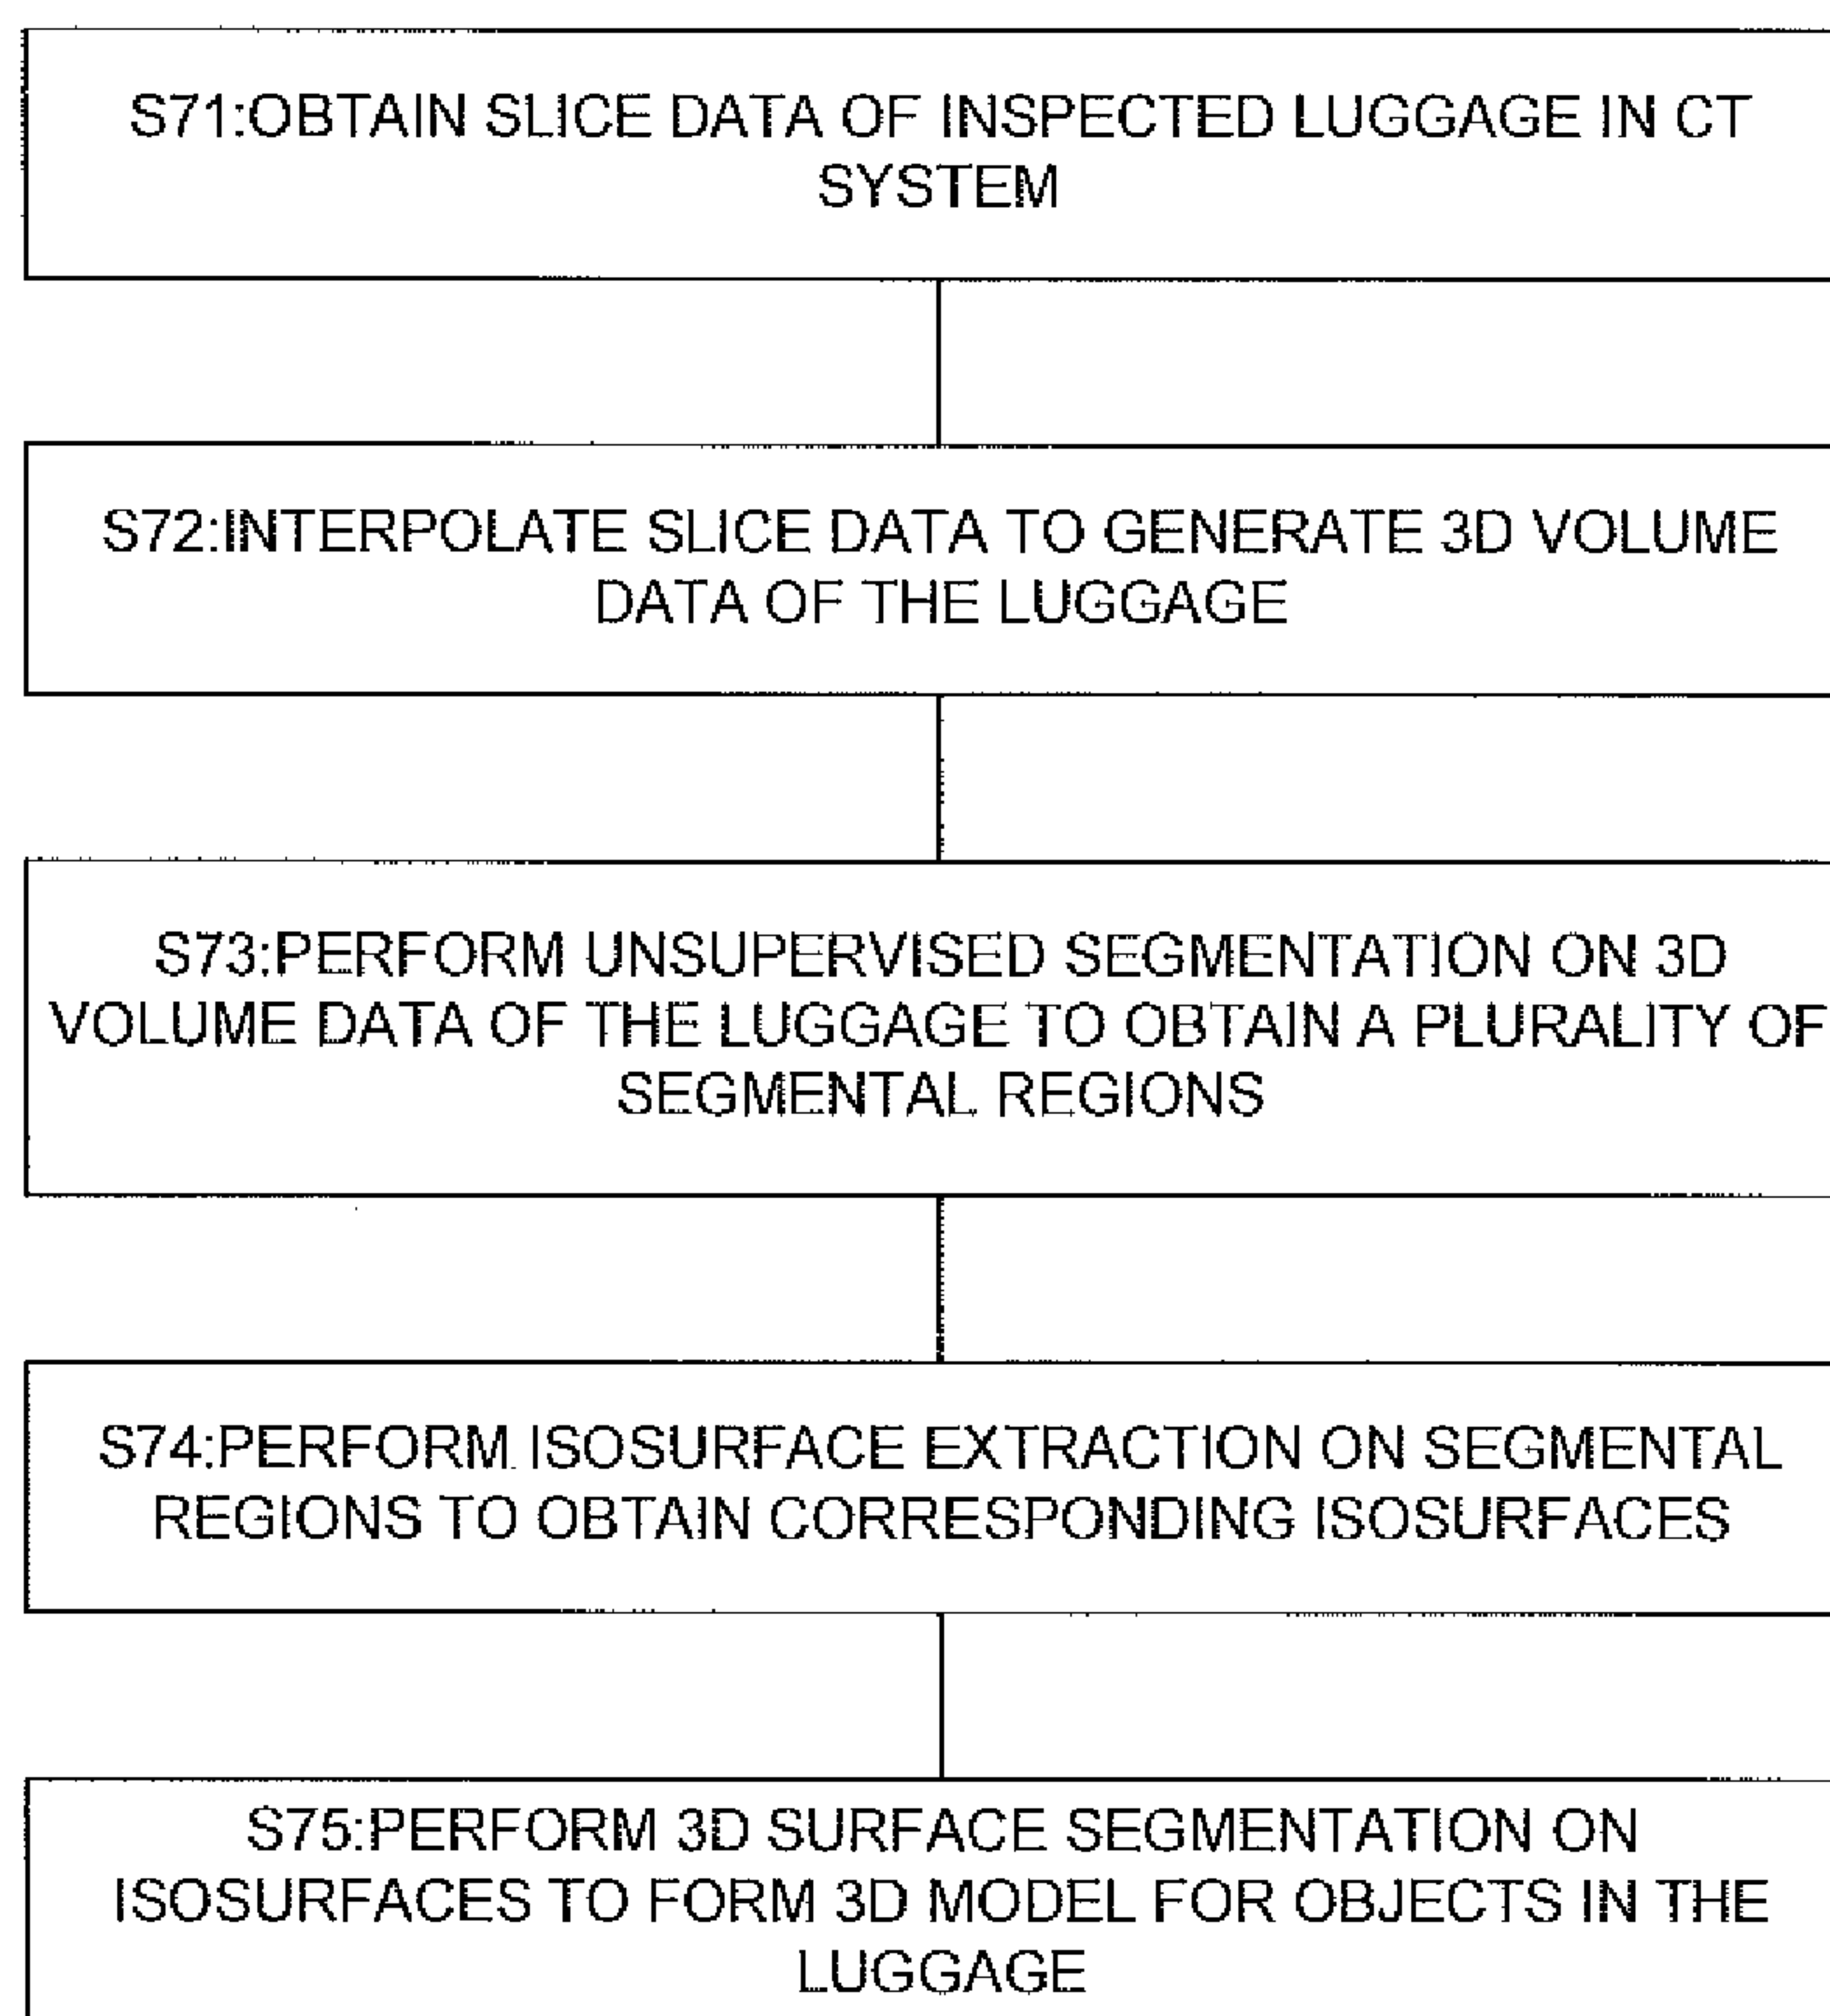 S71:OBTAIN SLICE DATA OF INSPECTED LUGGAGE IN CT
SYSTEM
S72:INTERPOLATE SLICE DATA TO GENERATE 3D VOLUME
DATA OF THE LUGGAGE
S73:PERFORM UNSUPERVISED SEGMENTATION ON 3D
VOLUME DATA OF THE LUGGAGE TO OBTAIN A PLURALITY OF
SEGMENTAL REGIONS
S74:PERFORM ISOSURFACE EXTRACTION ON SEGMENTAL
REGIONS TO OBTAIN CORRESPONDING ISOSURFACES
S75:PERFORM 3D SURFACE SEGMENTATION ON
ISOSURFACES TO FORM 3D MODEL FOR OBJECTS IN THE
LUGGAGE